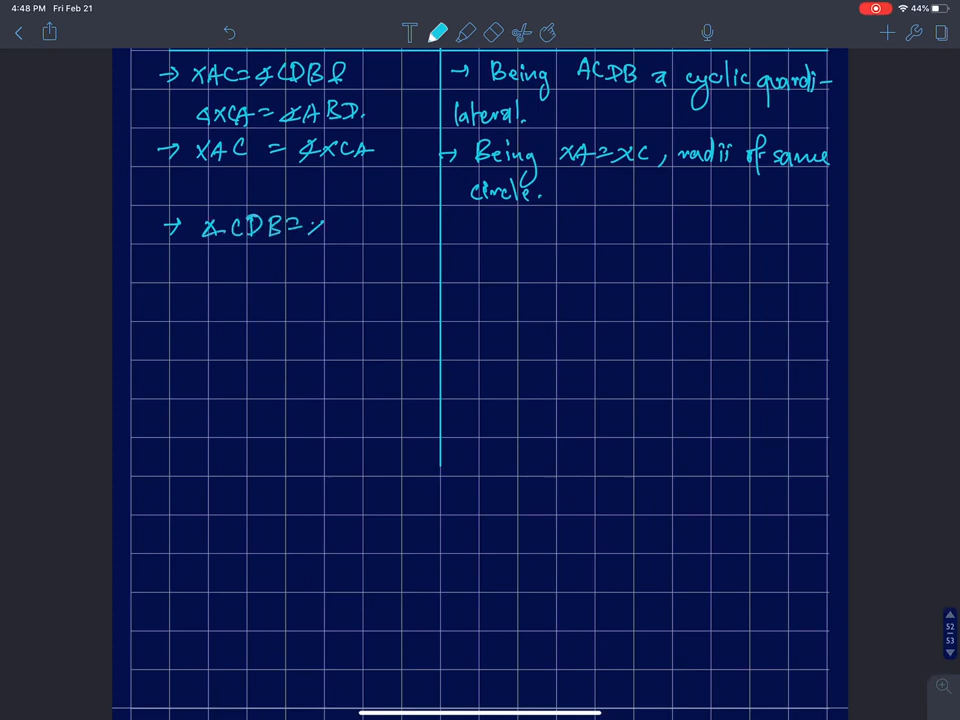 4:48 PM Fri Feb 21
44%
→ XAC = ∡CDB &
∡XCA = ∡ABD.
→ XAC = ∡XCA
→ ∡CDB =
→ Being ACDB a cyclic quardi-
lateral.
→ Being XA = XC, radii of same
circle.
52
53